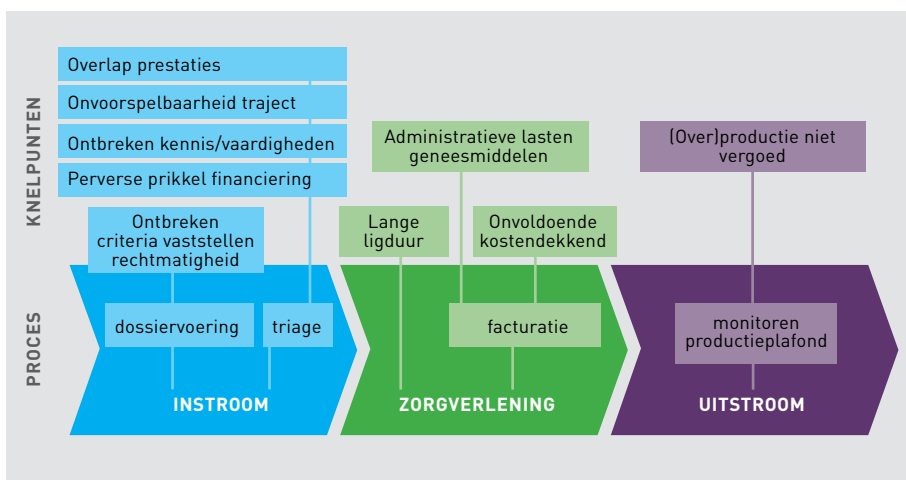 KNELPUNTEN
Overlap prestaties
Onvoorspelbaarheid traject
Ontbreken kennis/vaardigheden
Perverse prikkel financiering
Ontbreken
criteria vaststellen
rechtmatigheid
Administratieve lasten
geneesmiddelen
Lange
ligduur
Onvoldoende
kostendekkend
(Over)productie niet
vergoed
PROCES
dossiervoering
triage
INSTROOM
facturatie
ZORGVERLENING
monitoren
productieplafond
UITSTROOM